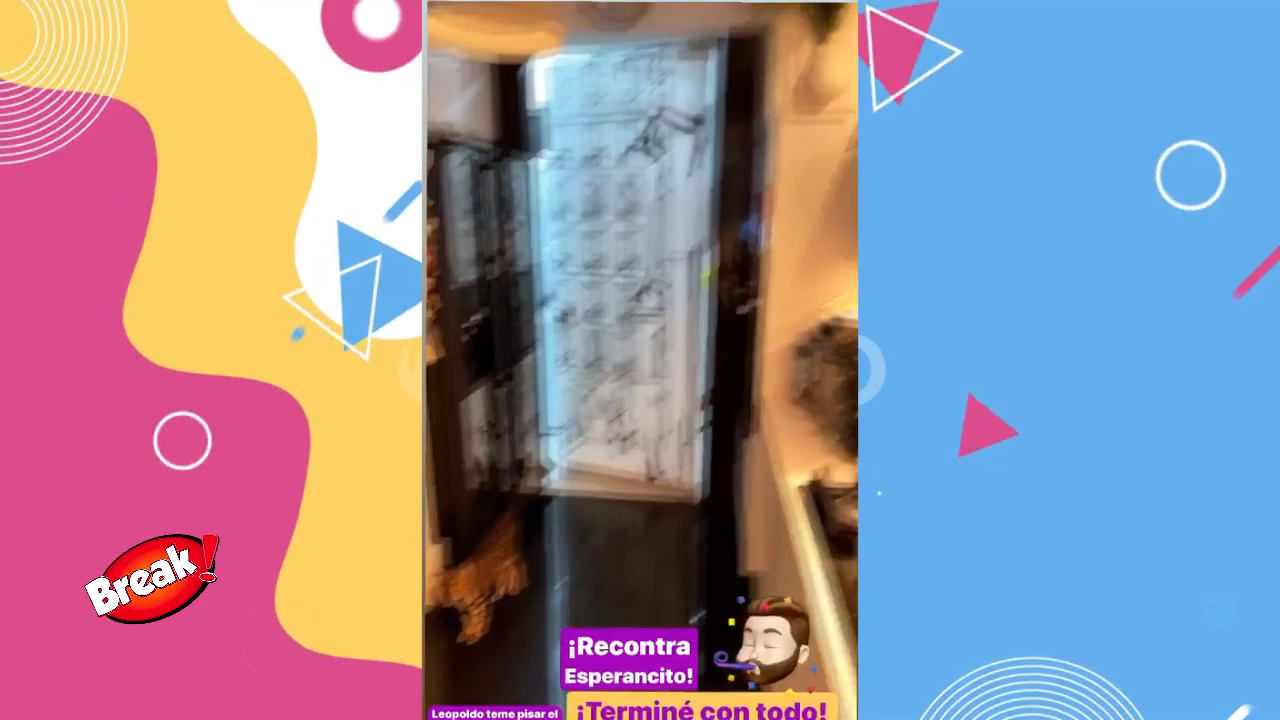 Break!
¡Recontra
Esperancito!
¡Terminé con todo!
Leopoldo teme pisar el